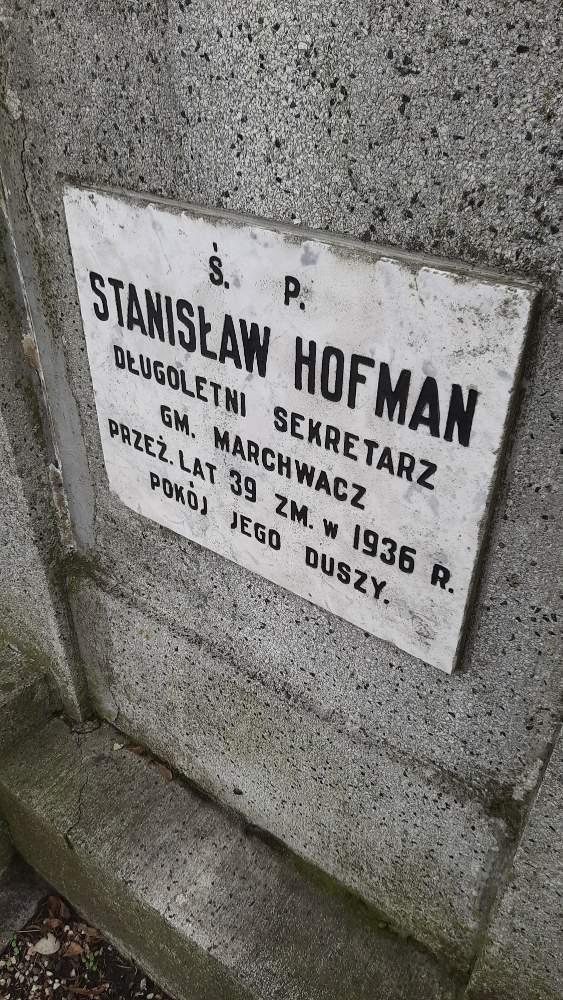 Ś. P.
STANISŁAW HOFMAN
DŁUGOLETNI SEKRETARZ
GM. MARCHWACZ
PRZEŻ. LAT 39 ZM. W 1936 R.
POKÓJ JEGO DUSZY.